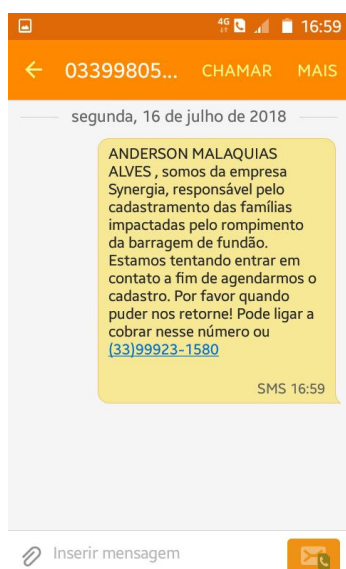 4G 16:59
03399805... CHAMAR MAIS
segunda, 16 de julho de 2018
ANDERSON MALAQUIAS
ALVES , somos da empresa
Synergia, responsável pelo
cadastramento das famílias
impactadas pelo rompimento
da barragem de fundão.
Estamos tentando entrar em
contato a fim de agendarmos o
cadastro. Por favor quando
puder nos retorne! Pode ligar a
cobrar nesse número ou
(33)99923-1580
SMS 16:59
Inserir mensagem